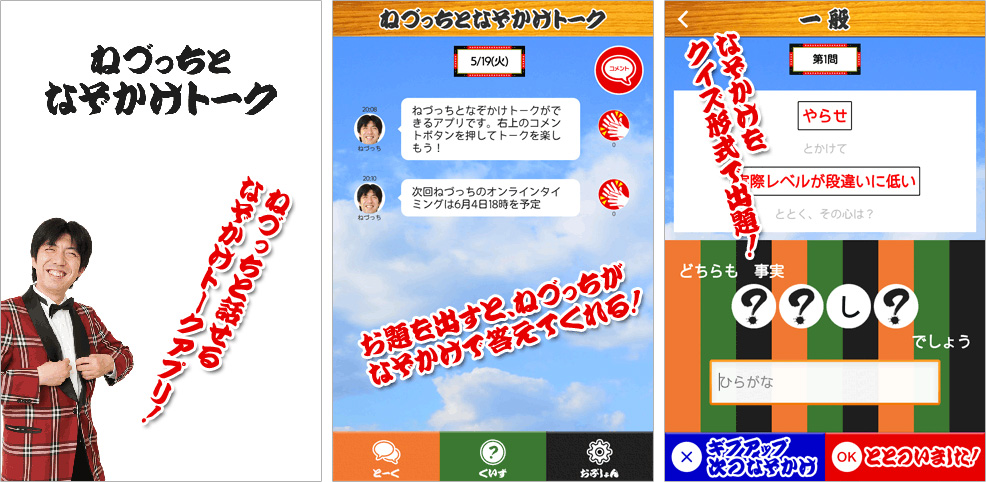 ねづっちと
なぞかけトーク
ねづっちと話せる
なぞかけトークアプリ!
ねづっちとなぞかけトーク
5/19(火)
コメント
20:08
ねづっちとなぞかけトークがで
きるアプリです。右上のコメン
トボタンを押してトークを楽し
もう!
ねづっち
0
20:10
次回ねづっちのオンラインタイ
ミングは6月4日18時を予定
ねづっち
0
お題を出すと、ねづっちが
なぞかけで答えてくれる!
とーく
くいず
おぷしょん
一般
第1問
なぞかけを
クイズ形式で出題!
やらせ
とかけて
際レベルが段違いに低い
ととく、その心は?
どちらも 事実
? ? し ?
でしょう
ひらがな
× ギブアップ
次のなぞかけ
OK ととのいました!